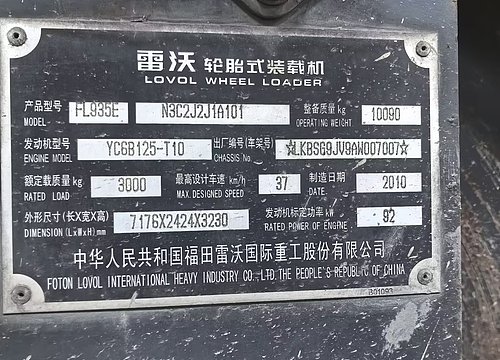 雷沃 轮胎式装载机
LOVOL WHEEL LOADER
产品型号 FL935E N3C2J2J1A101 整备质量 kg 10090
MODEL OPERATING WEIGHT
发动机型号 YC6B125-T10 出厂编号(车架号) ☆LKBSG9JV9AW007007☆
ENGINE MODEL CHASSIS No.
额定载质量 kg 3000 最高设计车速 km/h 37 制造日期 2010
RATED LOAD MAX. DESIGNED SPEED DATE:
外形尺寸(长X宽X高) 7176X2424X3230 发动机标定功率 kw 92
DIMENSION (LxWxH)mm RATED POWER OF ENGINE
中华人民共和国福田雷沃国际重工股份有限公司
FOTON LOVOL INTERNATIONAL HEAVY INDUSTRY CO., LTD. THE PEOPLE'S REPUBLIC OF CHINA
B01093